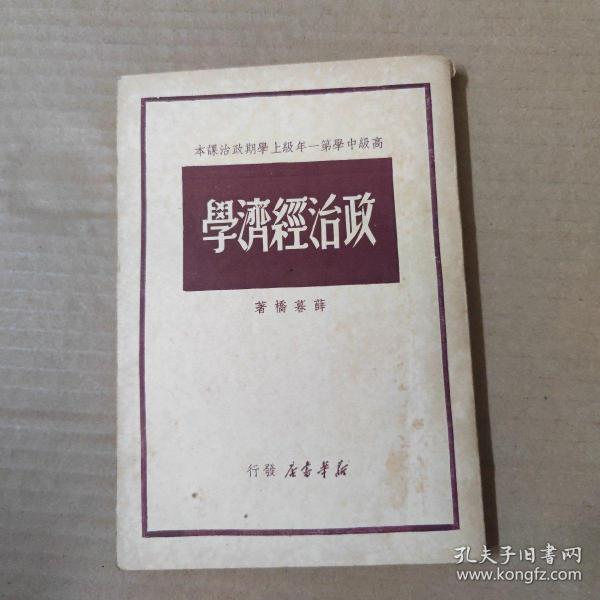 高級中學第一年級上學期政治課本
政治經濟學
薛暮橋著
新華書店發行
孔夫子旧書网
www.kongfz.com